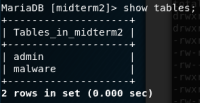 MariaDB [midterm2]> show tables;
+--------------------+
| Tables_in_midterm2 |
+--------------------+
| admin |
| malware |
+--------------------+
2 rows in set (0.000 sec)